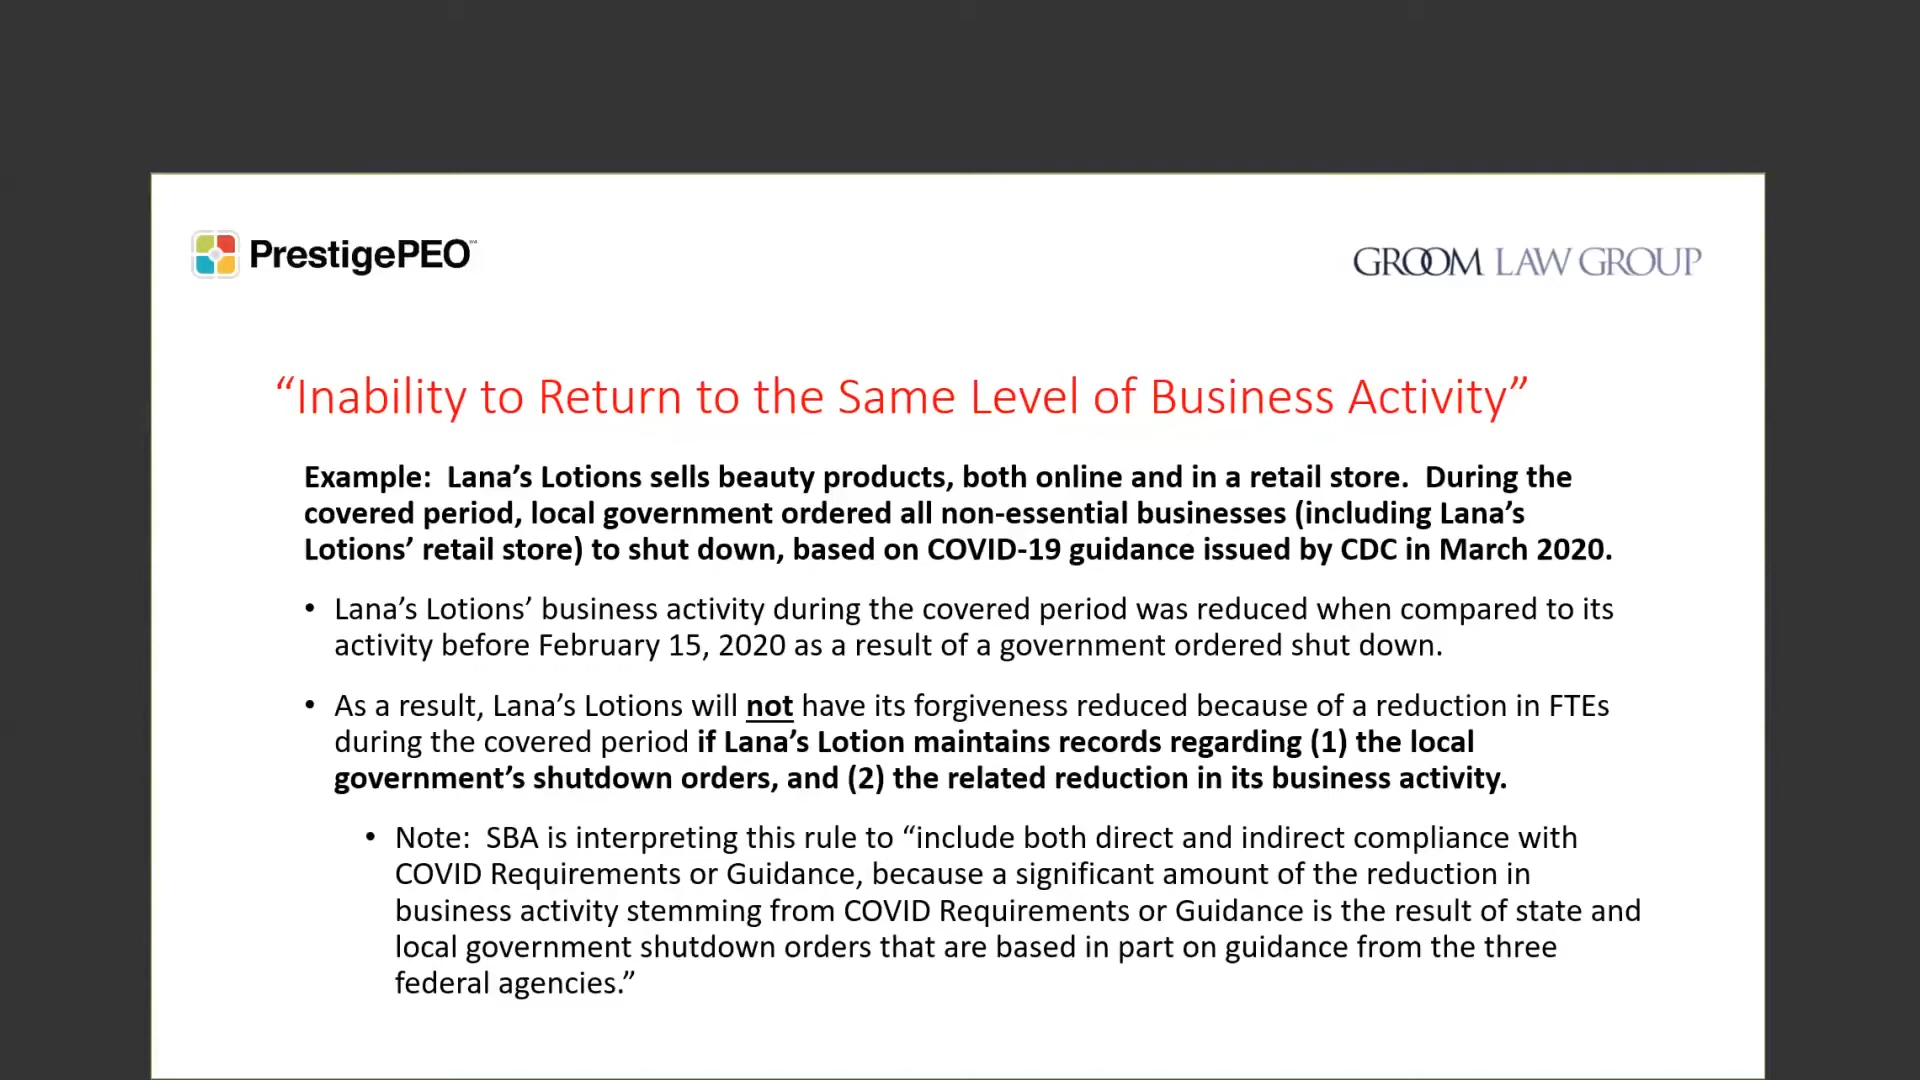 PrestigePEO
GROOM LAW GROUP
“Inability to Return to the Same Level of Business Activity”
Example:  Lana’s Lotions sells beauty products, both online and in a retail store.  During the
covered period, local government ordered all non-essential businesses (including Lana’s
Lotions’ retail store) to shut down, based on COVID-19 guidance issued by CDC in March 2020.
• Lana’s Lotions’ business activity during the covered period was reduced when compared to its
activity before February 15, 2020 as a result of a government ordered shut down.
• As a result, Lana’s Lotions will not have its forgiveness reduced because of a reduction in FTEs
during the covered period if Lana’s Lotion maintains records regarding (1) the local
government’s shutdown orders, and (2) the related reduction in its business activity.
• Note:  SBA is interpreting this rule to “include both direct and indirect compliance with
COVID Requirements or Guidance, because a significant amount of the reduction in
business activity stemming from COVID Requirements or Guidance is the result of state and
local government shutdown orders that are based in part on guidance from the three
federal agencies.”